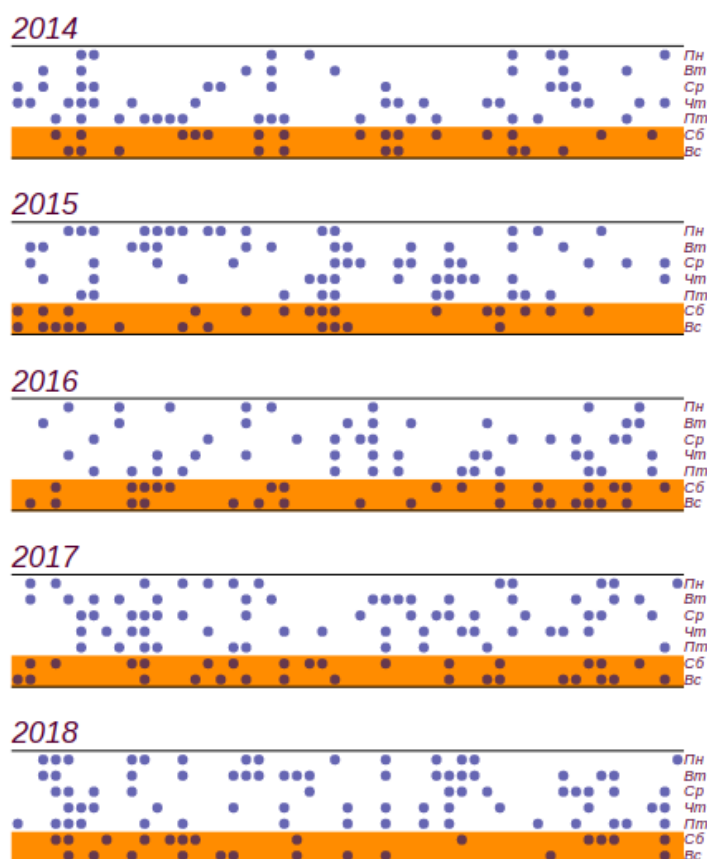 2014
Пн
Вт
Ср
Чт
Пт
Сб
Вс
2015
Пн
Вт
Ср
Чт
Пт
Сб
Вс
2016
Пн
Вт
Ср
Чт
Пт
Сб
Вс
2017
Пн
Вт
Ср
Чт
Пт
Сб
Вс
2018
Пн
Вт
Ср
Чт
Пт
Сб
Вс